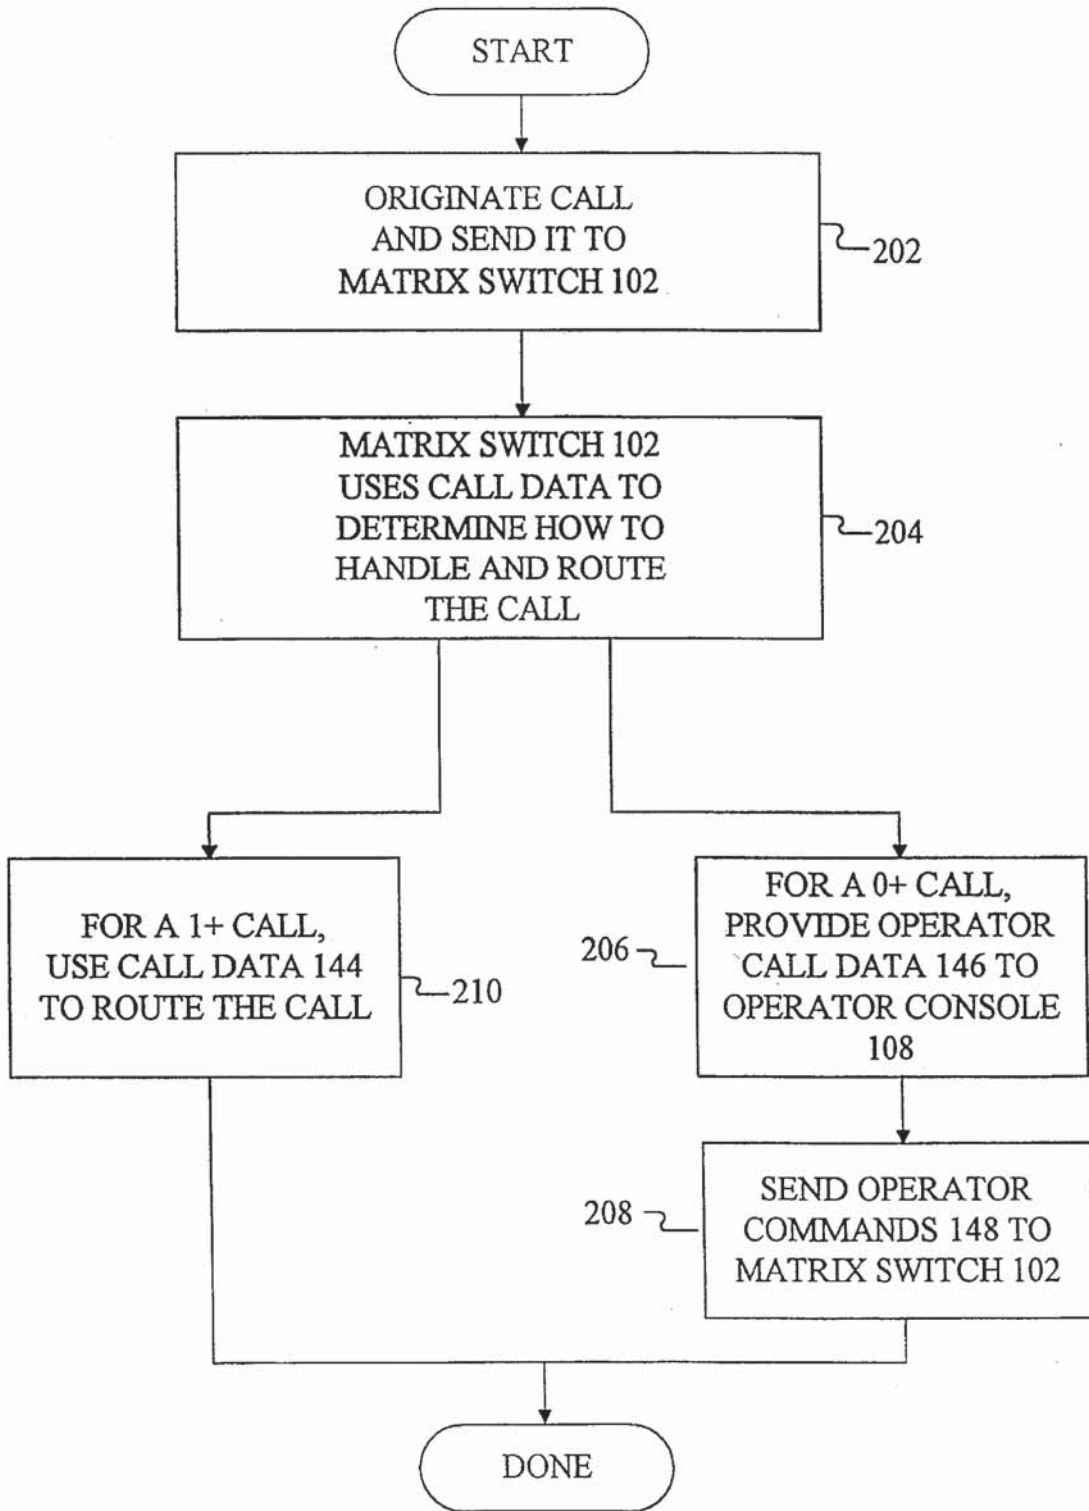 START
ORIGINATE CALL
AND SEND IT TO
MATRIX SWITCH 102
202
MATRIX SWITCH 102
USES CALL DATA TO
DETERMINE HOW TO
HANDLE AND ROUTE
THE CALL
204
FOR A 1+ CALL,
USE CALL DATA 144
TO ROUTE THE CALL
210
FOR A 0+ CALL,
PROVIDE OPERATOR
CALL DATA 146 TO
OPERATOR CONSOLE
108
206
SEND OPERATOR
COMMANDS 148 TO
MATRIX SWITCH 102
208
DONE